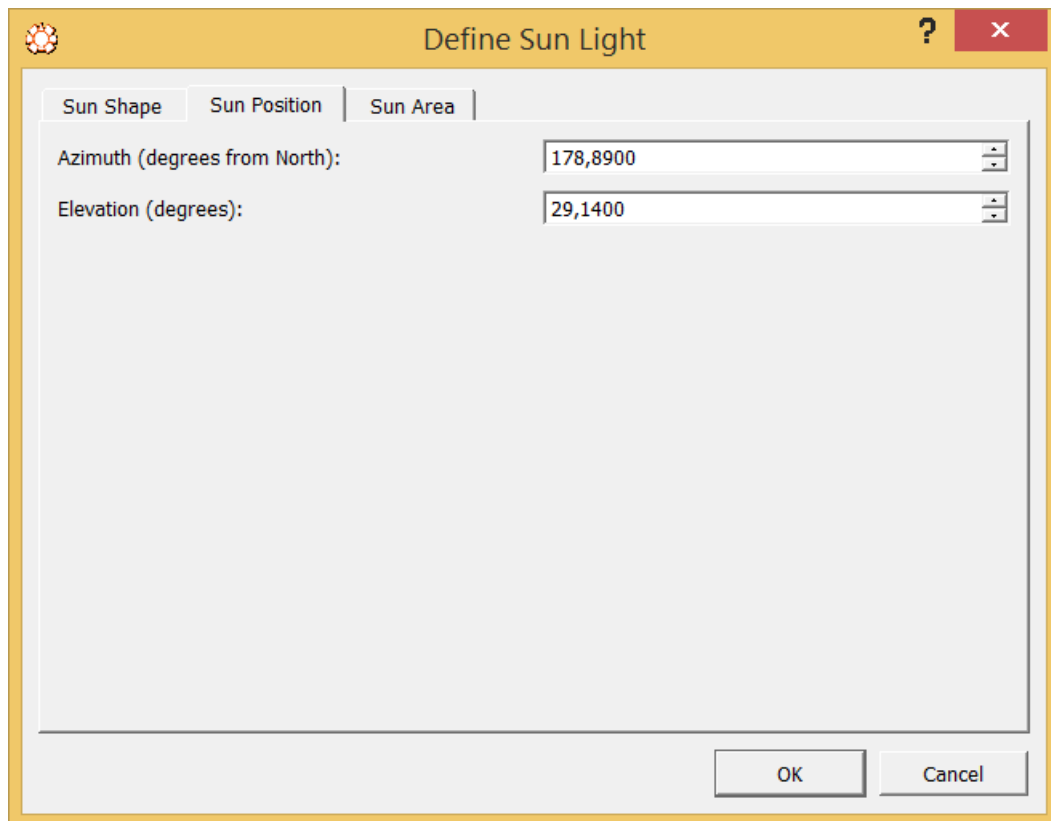 Define Sun Light
?
Sun Shape Sun Position Sun Area
Azimuth (degrees from North): 178,8900
Elevation (degrees): 29,1400
OK Cancel